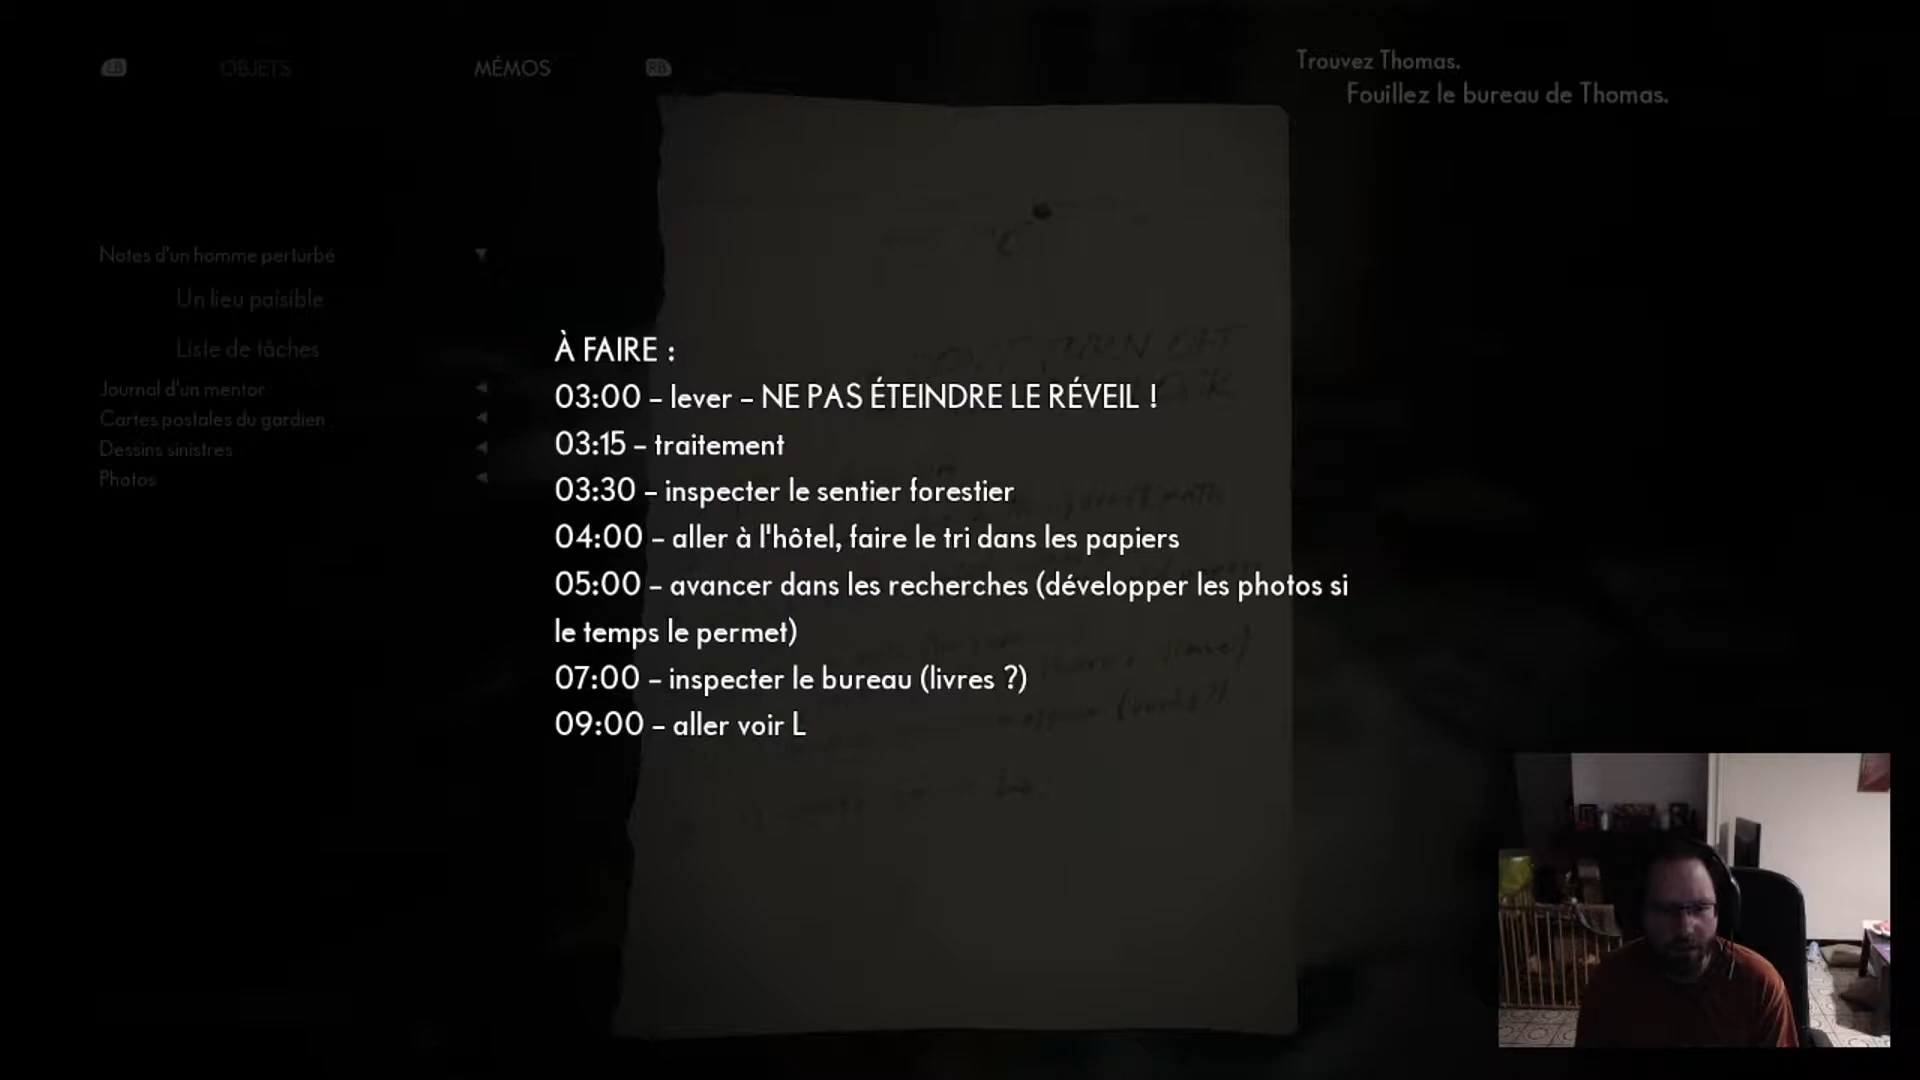 LB OBJETS MÉMOS RB
Trouvez Thomas.
Fouillez le bureau de Thomas.
Notes d'un homme perturbé
Un lieu paisible
Liste de tâches
Journal d'un mentor
Cartes postales du gardien
Dessins sinistres
Photos
À FAIRE :
03:00 – lever – NE PAS ÉTEINDRE LE RÉVEIL !
03:15 – traitement
03:30 – inspecter le sentier forestier
04:00 – aller à l'hôtel, faire le tri dans les papiers
05:00 – avancer dans les recherches (développer les photos si
le temps le permet)
07:00 – inspecter le bureau (livres ?)
09:00 – aller voir L